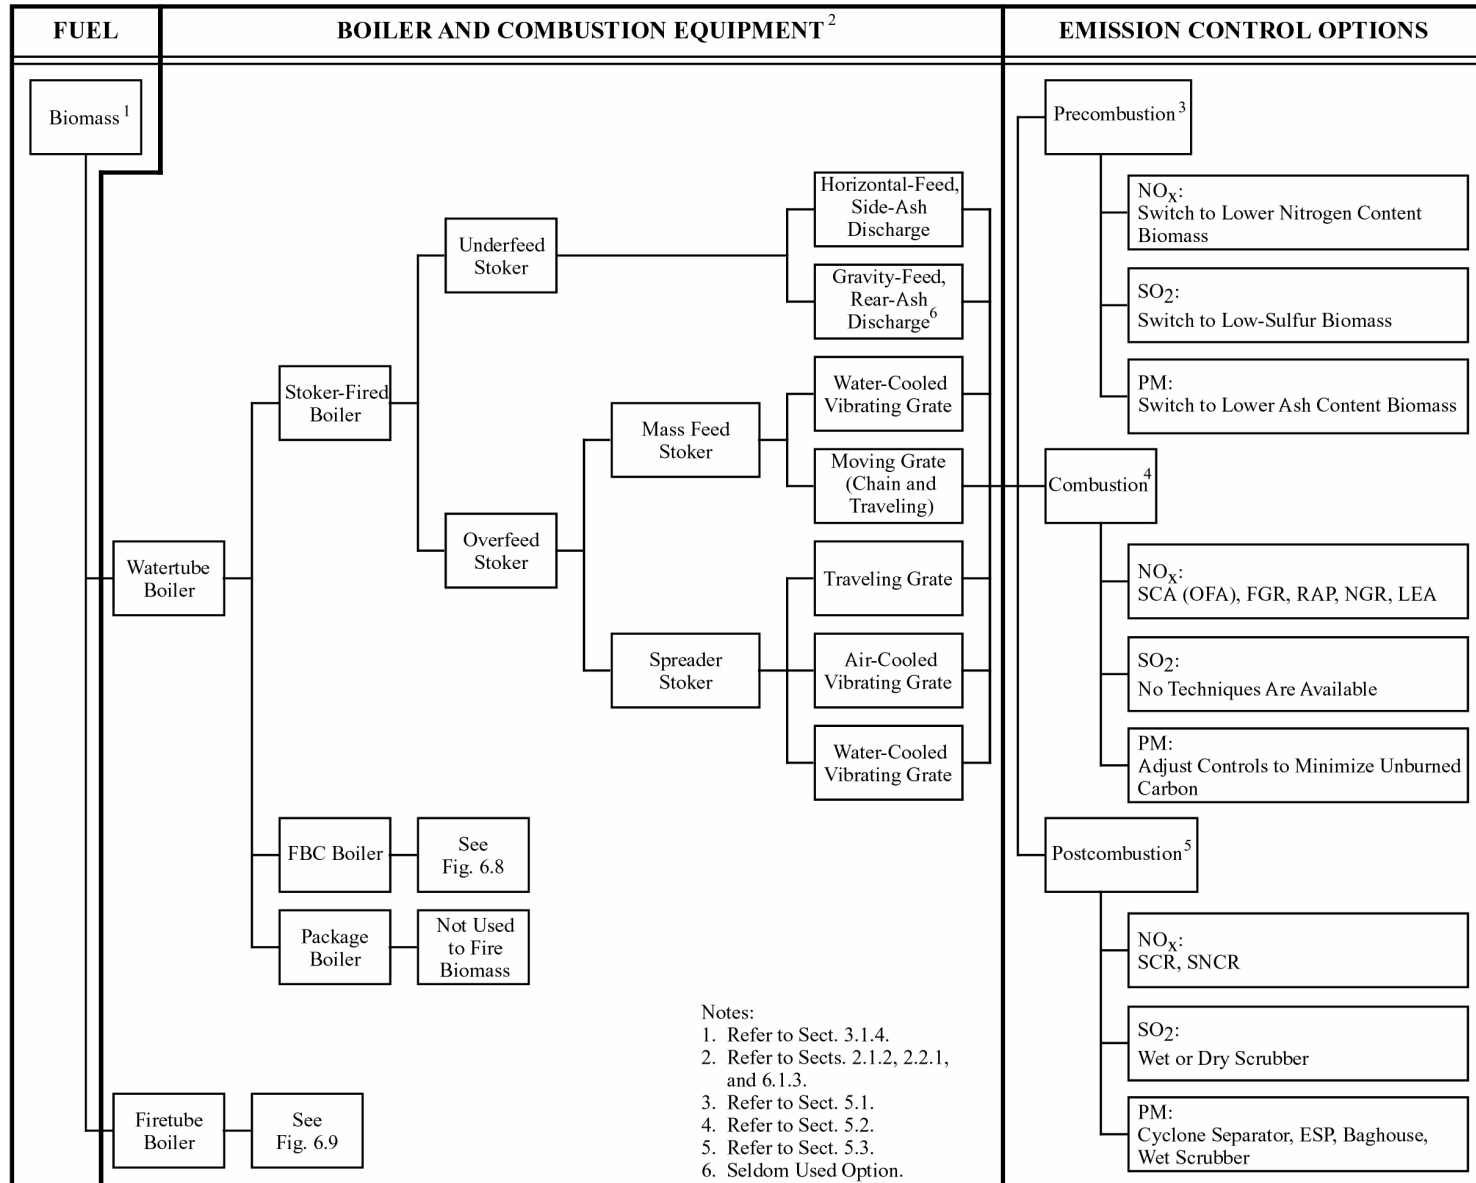 FUEL
BOILER AND COMBUSTION EQUIPMENT 2
EMISSION CONTROL OPTIONS
Biomass 1
Watertube
Boiler
Firetube
Boiler
See
Fig. 6.9
Stoker-Fired
Boiler
FBC Boiler
See
Fig. 6.8
Package
Boiler
Not Used
to Fire
Biomass
Underfeed
Stoker
Overfeed
Stoker
Mass Feed
Stoker
Spreader
Stoker
Horizontal-Feed,
Side-Ash
Discharge
Gravity-Feed,
Rear-Ash
Discharge 6
Water-Cooled
Vibrating Grate
Moving Grate
(Chain and
Traveling)
Traveling Grate
Air-Cooled
Vibrating Grate
Water-Cooled
Vibrating Grate
Precombustion 3
NOx:
Switch to Lower Nitrogen Content
Biomass
SO2:
Switch to Low-Sulfur Biomass
PM:
Switch to Lower Ash Content Biomass
Combustion 4
NOx:
SCA (OFA), FGR, RAP, NGR, LEA
SO2:
No Techniques Are Available
PM:
Adjust Controls to Minimize Unburned
Carbon
Postcombustion 5
NOx:
SCR, SNCR
SO2:
Wet or Dry Scrubber
PM:
Cyclone Separator, ESP, Baghouse,
Wet Scrubber
Notes:
1. Refer to Sect. 3.1.4.
2. Refer to Sects. 2.1.2, 2.2.1,
and 6.1.3.
3. Refer to Sect. 5.1.
4. Refer to Sect. 5.2.
5. Refer to Sect. 5.3.
6. Seldom Used Option.